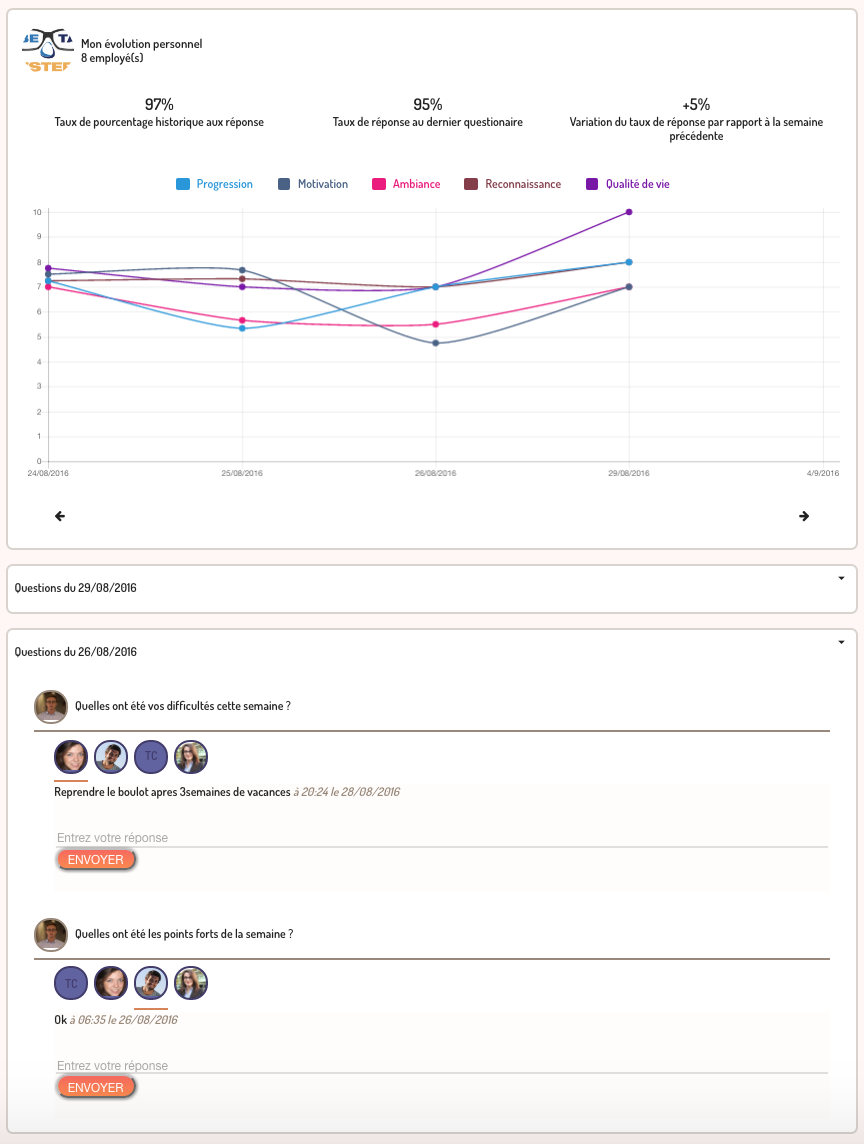 Mon évolution personnel
8 employé(s)
97%
Taux de pourcentage historique aux réponse
95%
Taux de réponse au dernier questionaire
+5%
Variation du taux de réponse par rapport à la semaine
précédente
Progression
Motivation
Ambiance
Reconnaissance
Qualité de vie
10
9
8
7
6
5
4
3
2
1
0
24/08/2016
25/08/2016
26/08/2016
29/08/2016
4/9/2016
Questions du 29/08/2016
Questions du 26/08/2016
Quelles ont été vos difficultés cette semaine ?
TC
Reprendre le boulot apres 3semaines de vacances à 20:24 le 28/08/2016
Entrez votre réponse
ENVOYER
Quelles ont été les points forts de la semaine ?
TC
Ok à 06:35 le 26/08/2016
Entrez votre réponse
ENVOYER